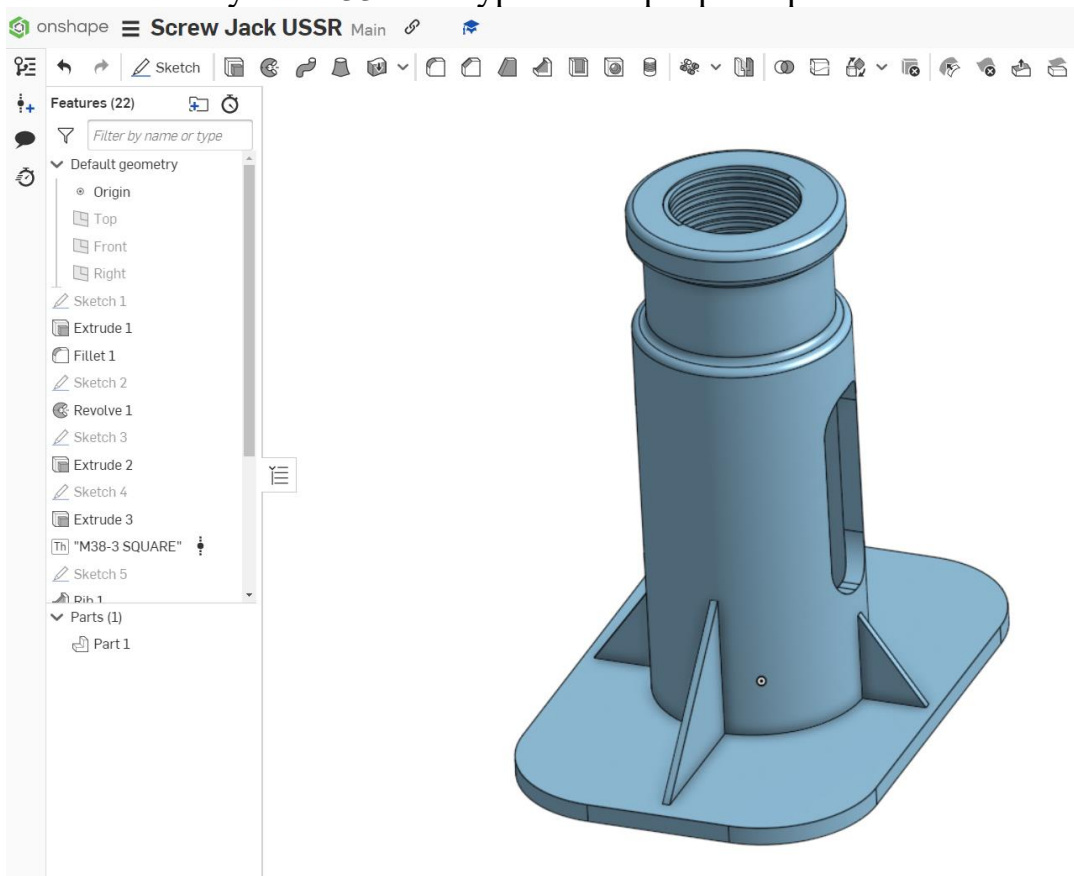 onshape Screw Jack USSR Main
Sketch
Features (22)
Filter by name or type
Default geometry
Origin
Top
Front
Right
Sketch 1
Extrude 1
Fillet 1
Sketch 2
Revolve 1
Sketch 3
Extrude 2
Sketch 4
Extrude 3
Th "M38-3 SQUARE"
Sketch 5
Rib 1
Parts (1)
Part 1